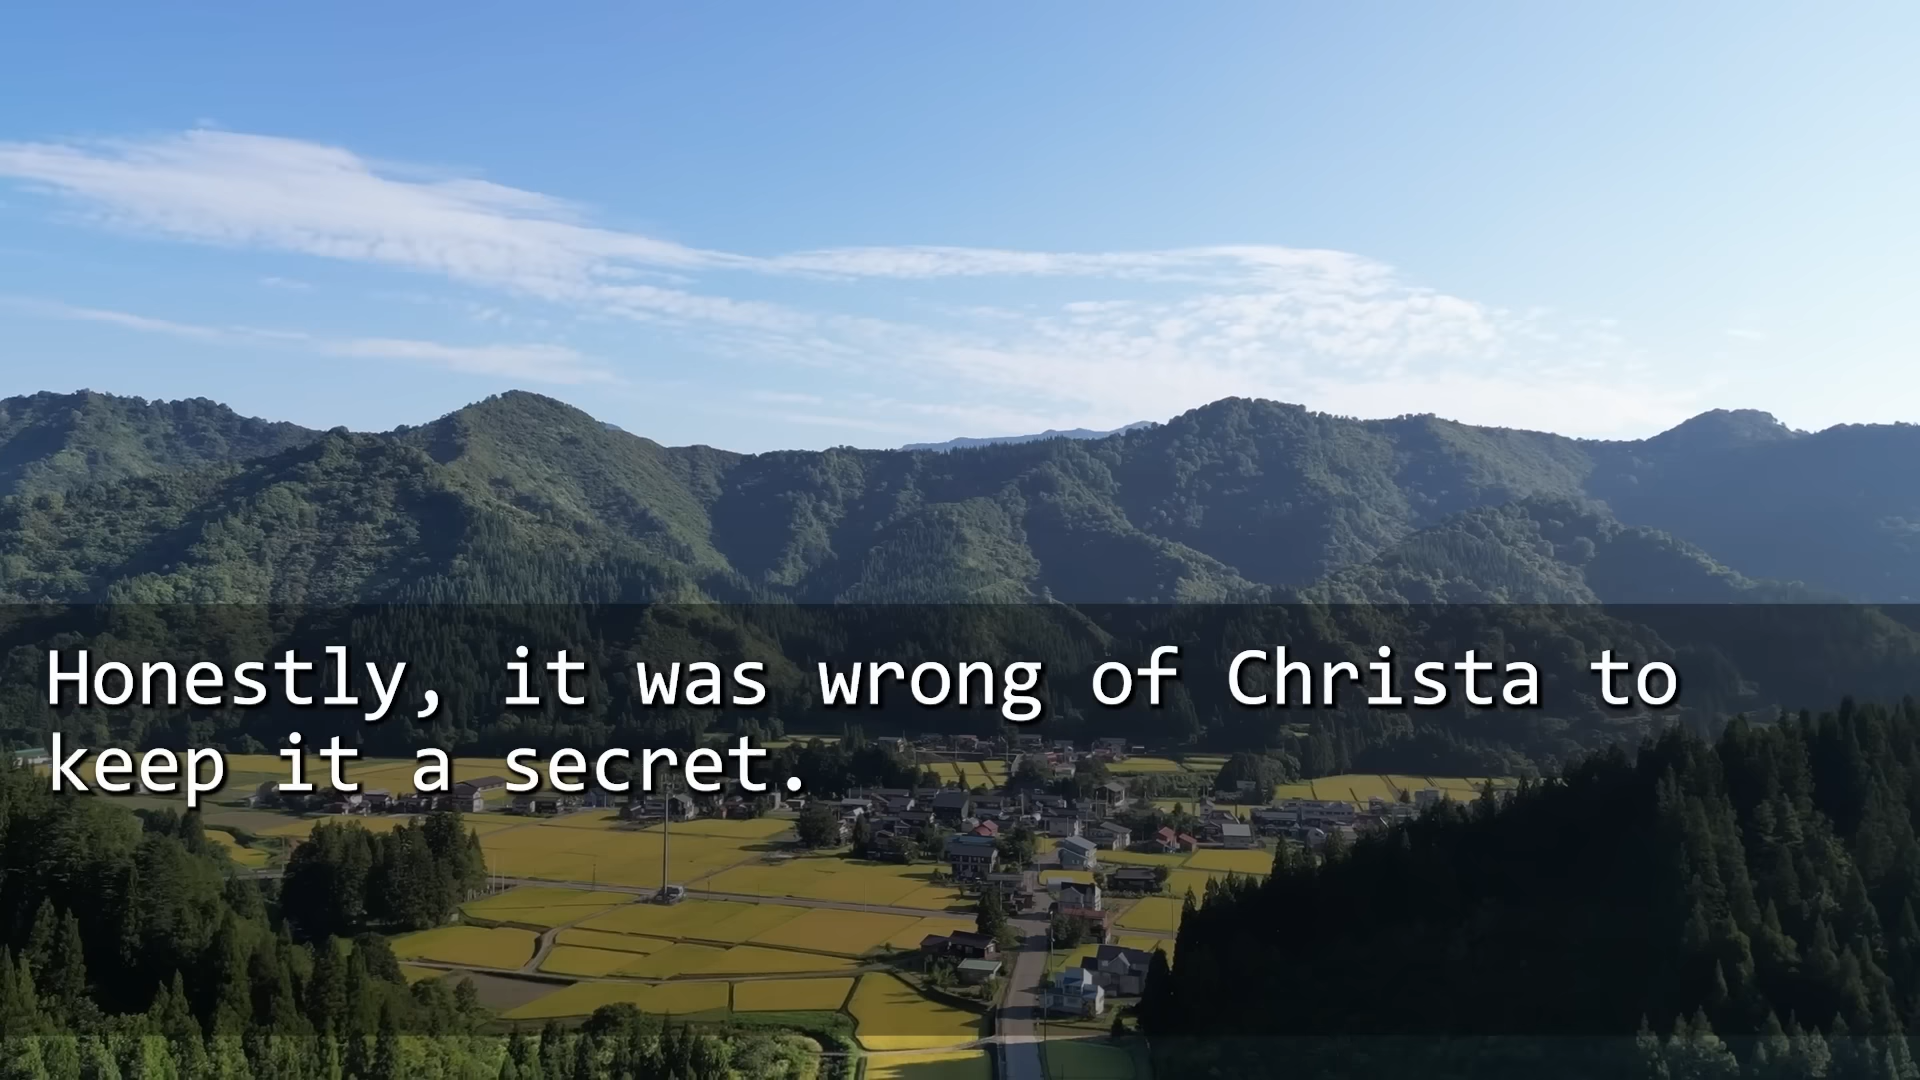 Honestly, it was wrong of Christa to
keep it a secret.